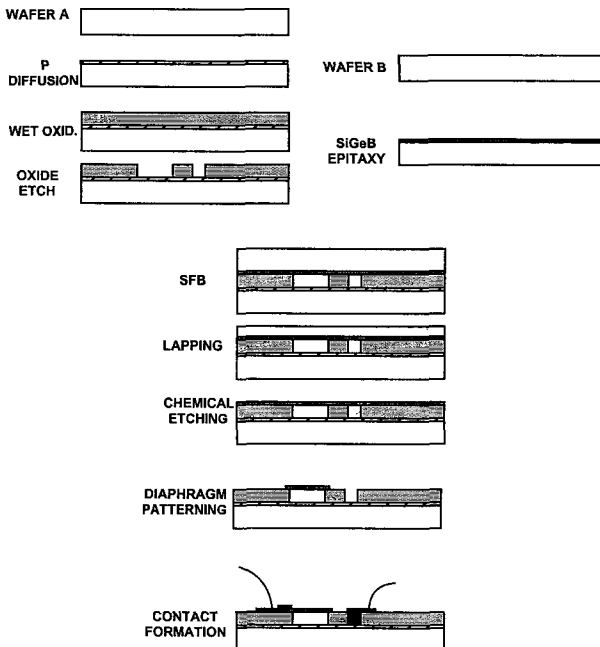 WAFER A
P
DIFFUSION
WET OXID.
OXIDE
ETCH
WAFER B
SiGeB
EPITAXY
SFB
LAPPING
CHEMICAL
ETCHING
DIAPHRAGM
PATTERNING
CONTACT
FORMATION